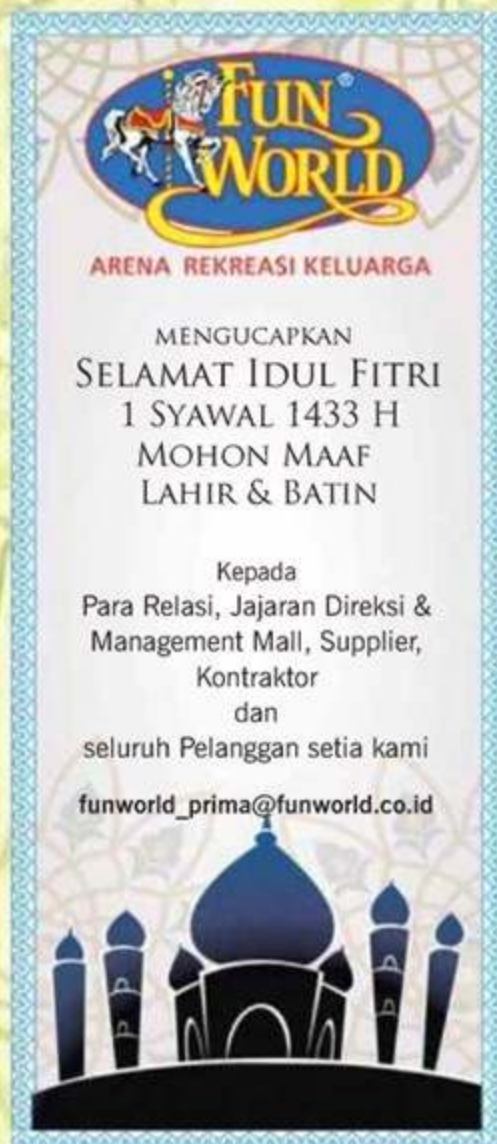 FUN®
WORLD
ARENA REKREASI KELUARGA
MENGUCAPKAN
SELAMAT IDUL FITRI
1 SYAWAL 1433 H
MOHON MAAF
LAHIR & BATIN
Kepada
Para Relasi, Jajaran Direksi &
Management Mall, Supplier,
Kontraktor
dan
seluruh Pelanggan setia kami
funworld_prima@funworld.co.id